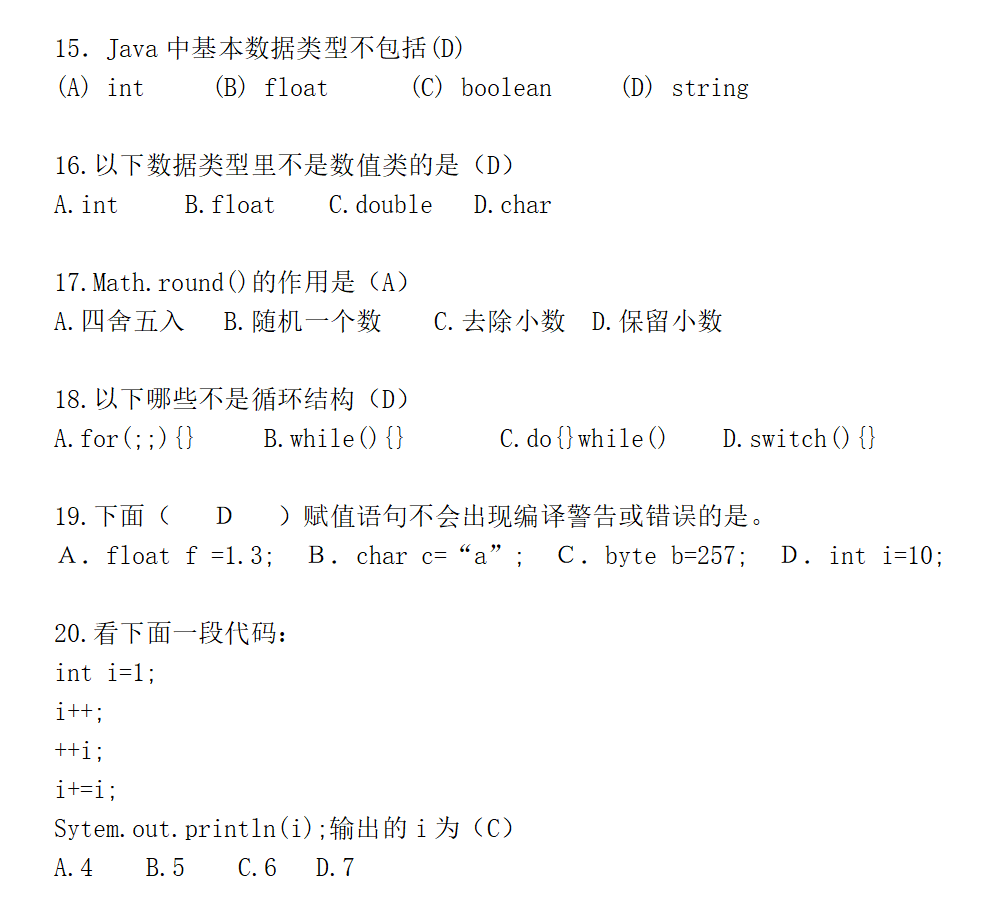 15．Java 中基本数据类型不包括(D)
(A) int (B) float (C) boolean (D) string
16.以下数据类型里不是数值类的是（D）
A.int B.float C.double D.char
17.Math.round()的作用是（A）
A.四舍五入 B.随机一个数 C.去除小数 D.保留小数
18.以下哪些不是循环结构（D）
A.for(;;){} B.while(){} C.do{}while() D.switch(){}
19.下面（ D ）赋值语句不会出现编译警告或错误的是。
Ａ．float f =1.3; Ｂ．char c=“a”; Ｃ．byte b=257; Ｄ．int i=10;
20.看下面一段代码：
int i=1;
i++;
++i;
i+=i;
Sytem.out.println(i);输出的 i 为（C）
A.4 B.5 C.6 D.7